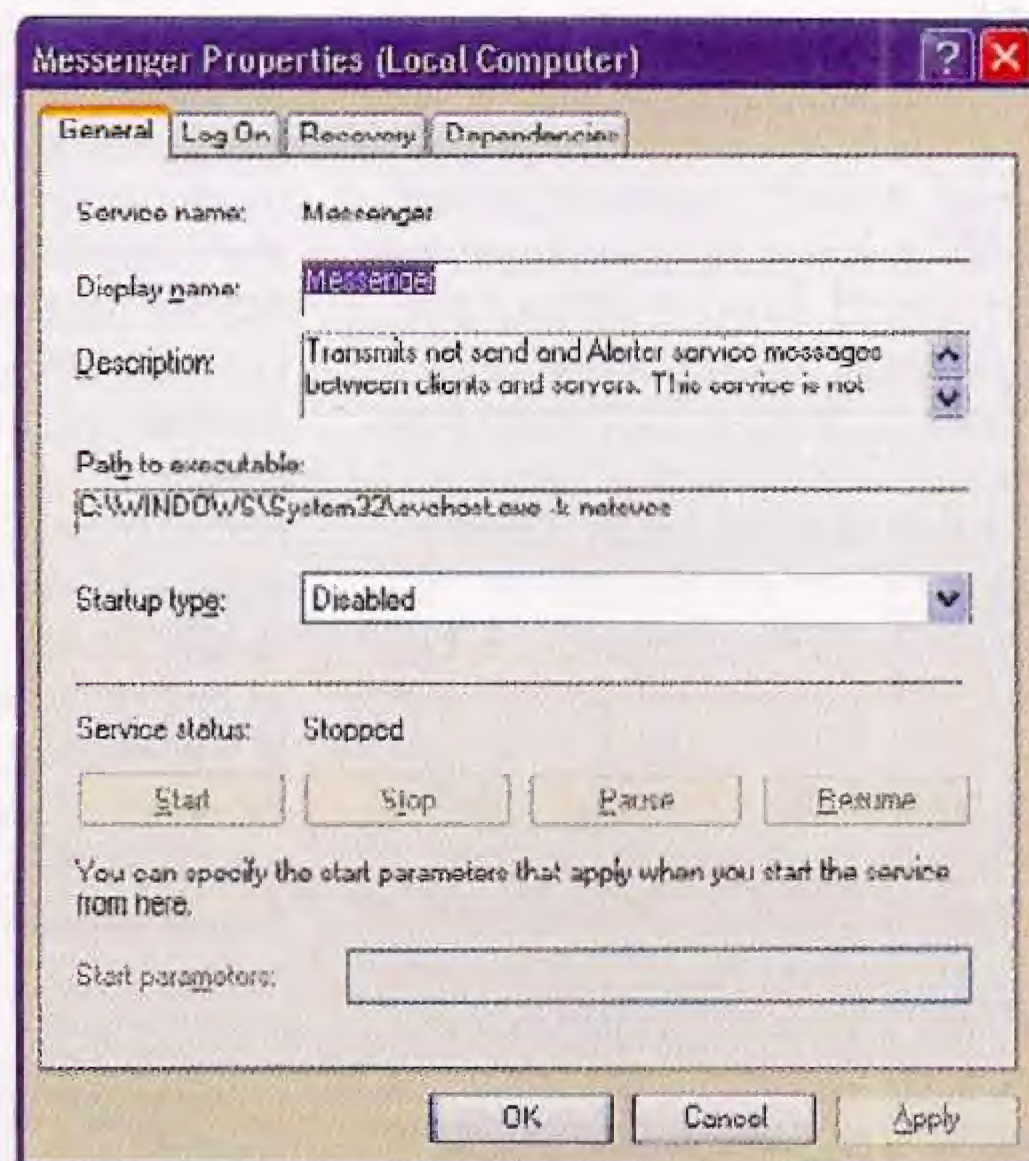 Messenger Properties (Local Computer)
General Log On Recovery Dependencies
Service name: Messenger
Display name: Messenger
Description: Transmits net send and Alerter service messages
between clients and servers. This service is not
Path to executable:
C:\WINDOWS\System32\svchost.exe -k netsvcs
Startup type: Disabled
Service status: Stopped
Start Stop Pause Resume
You can specify the start parameters that apply when you start the service
from here.
Start parameters:
OK Cancel Apply